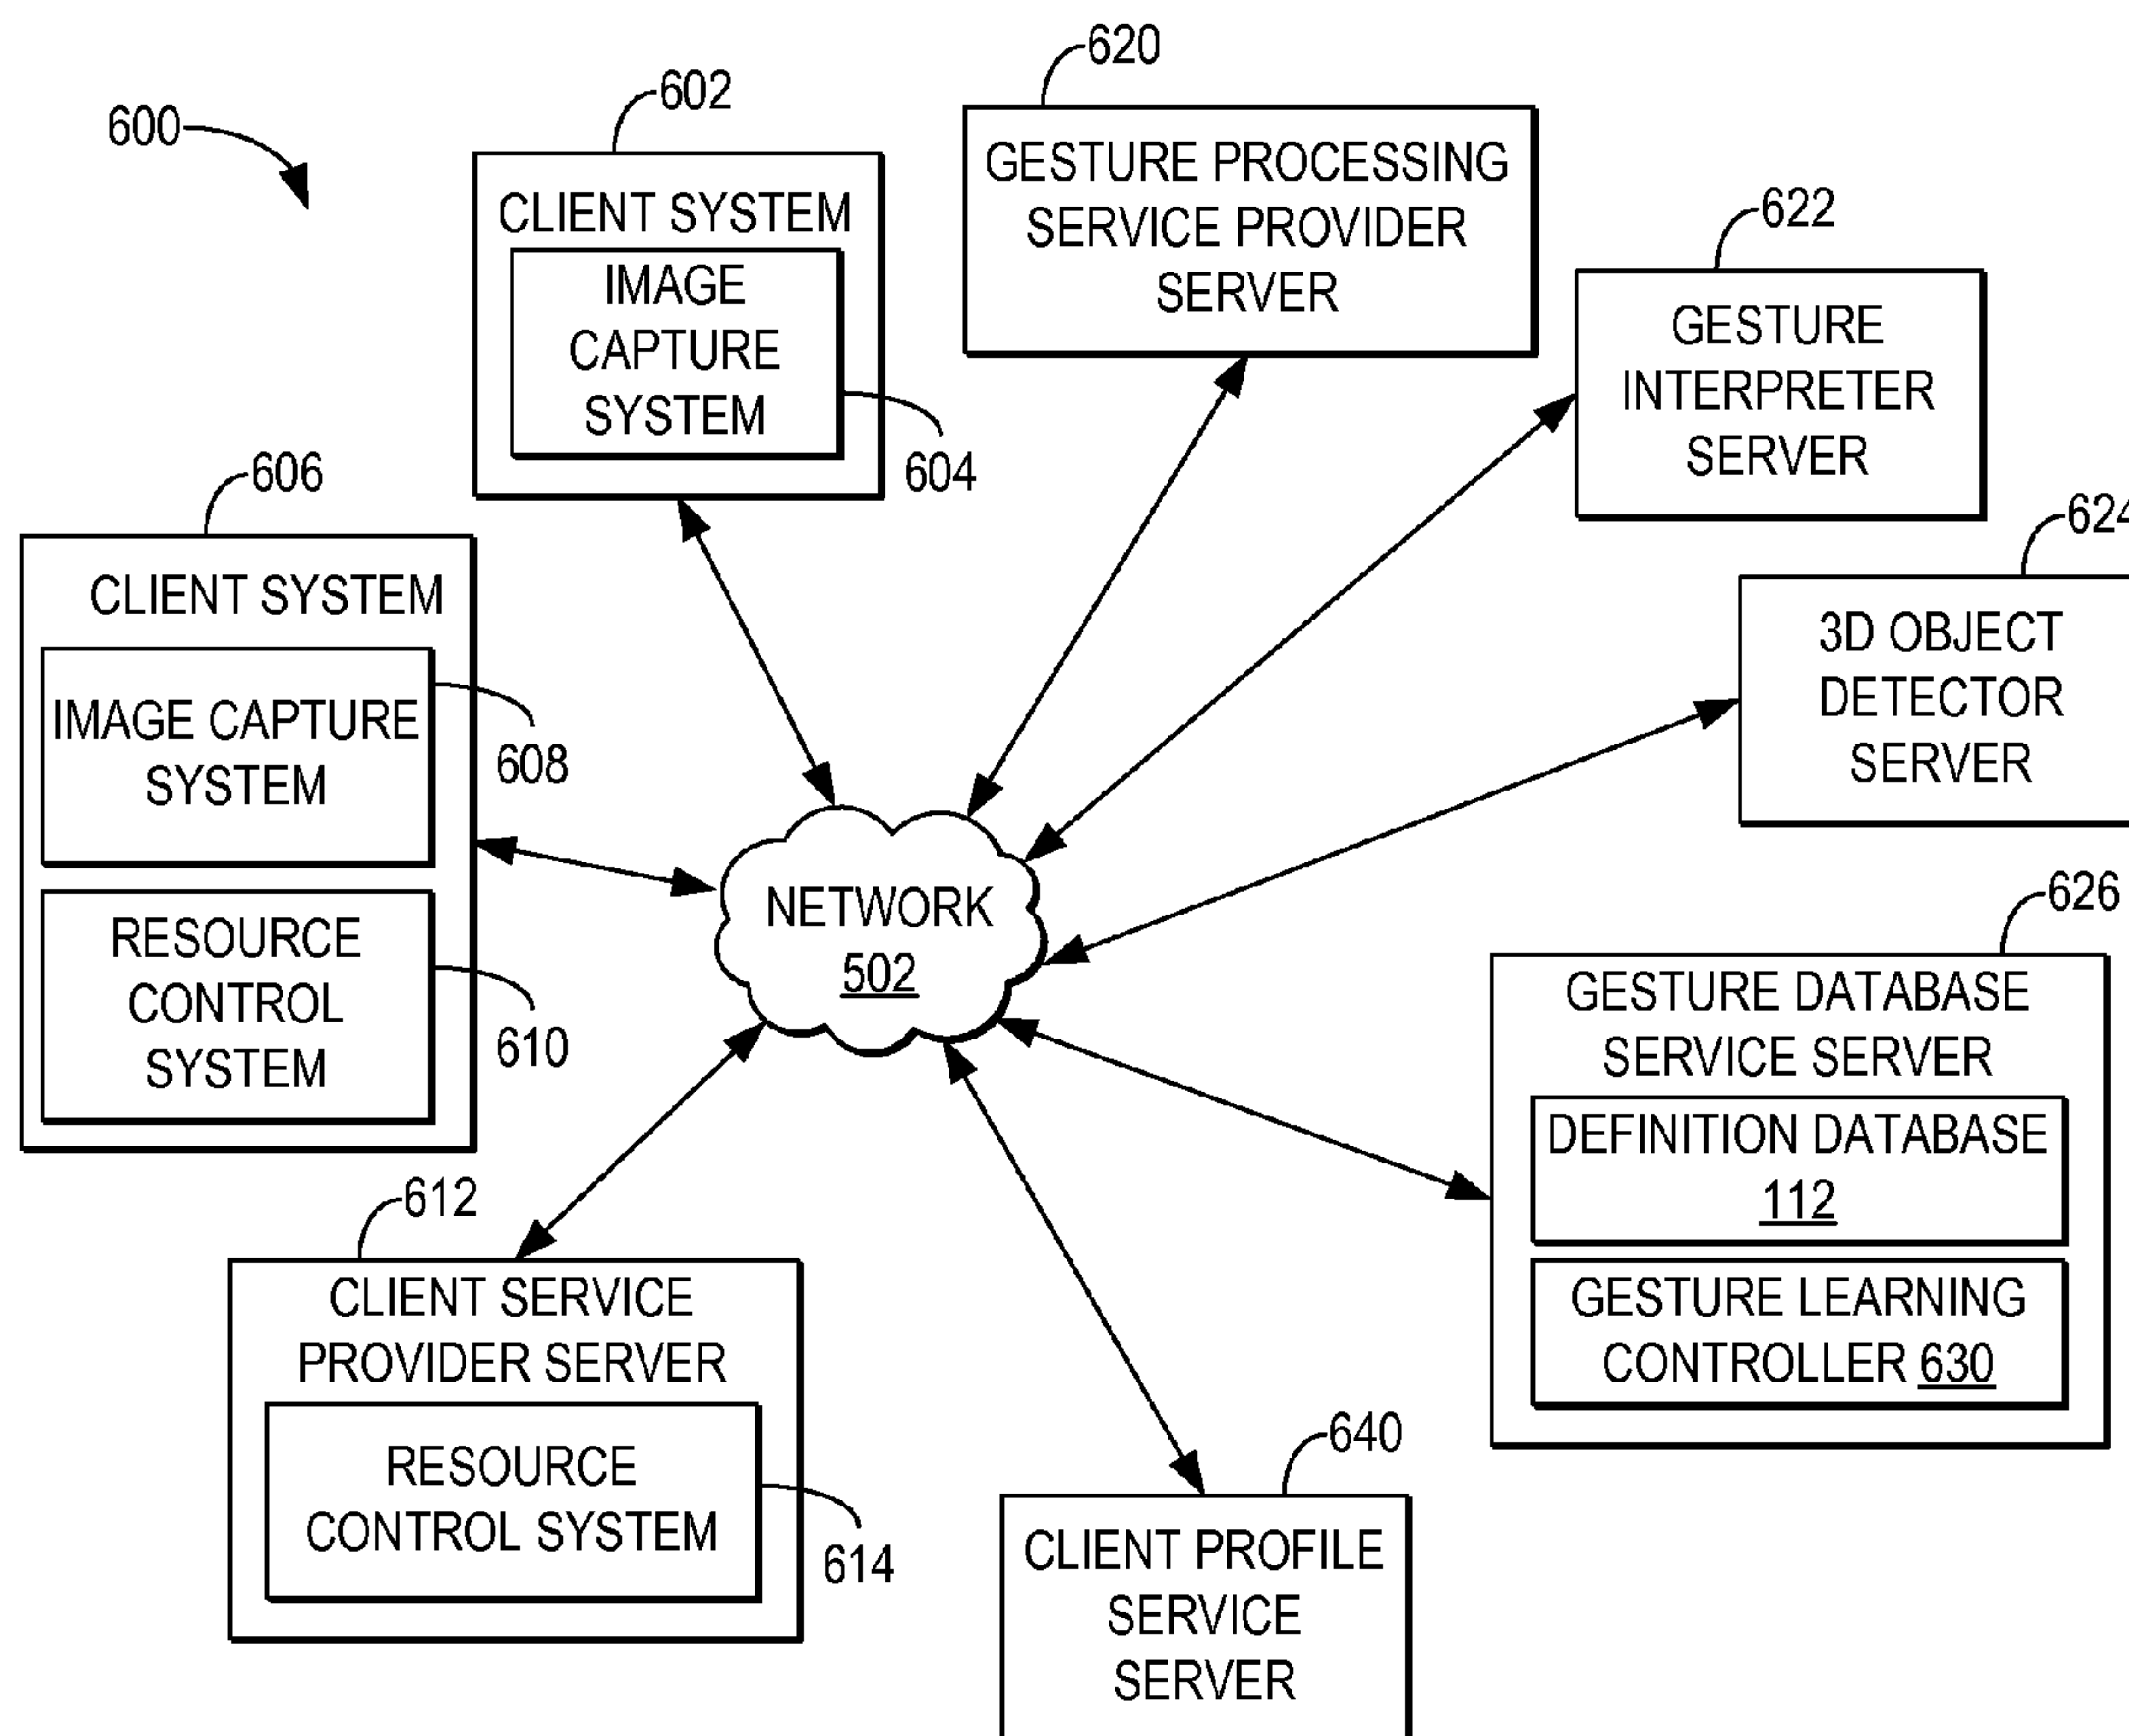 600
602
CLIENT SYSTEM
IMAGE
CAPTURE
SYSTEM
604
620
GESTURE PROCESSING
SERVICE PROVIDER
SERVER
622
GESTURE
INTERPRETER
SERVER
624
3D OBJECT
DETECTOR
SERVER
606
CLIENT SYSTEM
IMAGE CAPTURE
SYSTEM
608
RESOURCE
CONTROL
SYSTEM
610
NETWORK
502
626
GESTURE DATABASE
SERVICE SERVER
DEFINITION DATABASE
112
GESTURE LEARNING
CONTROLLER 630
612
CLIENT SERVICE
PROVIDER SERVER
RESOURCE
CONTROL SYSTEM
614
640
CLIENT PROFILE
SERVICE
SERVER